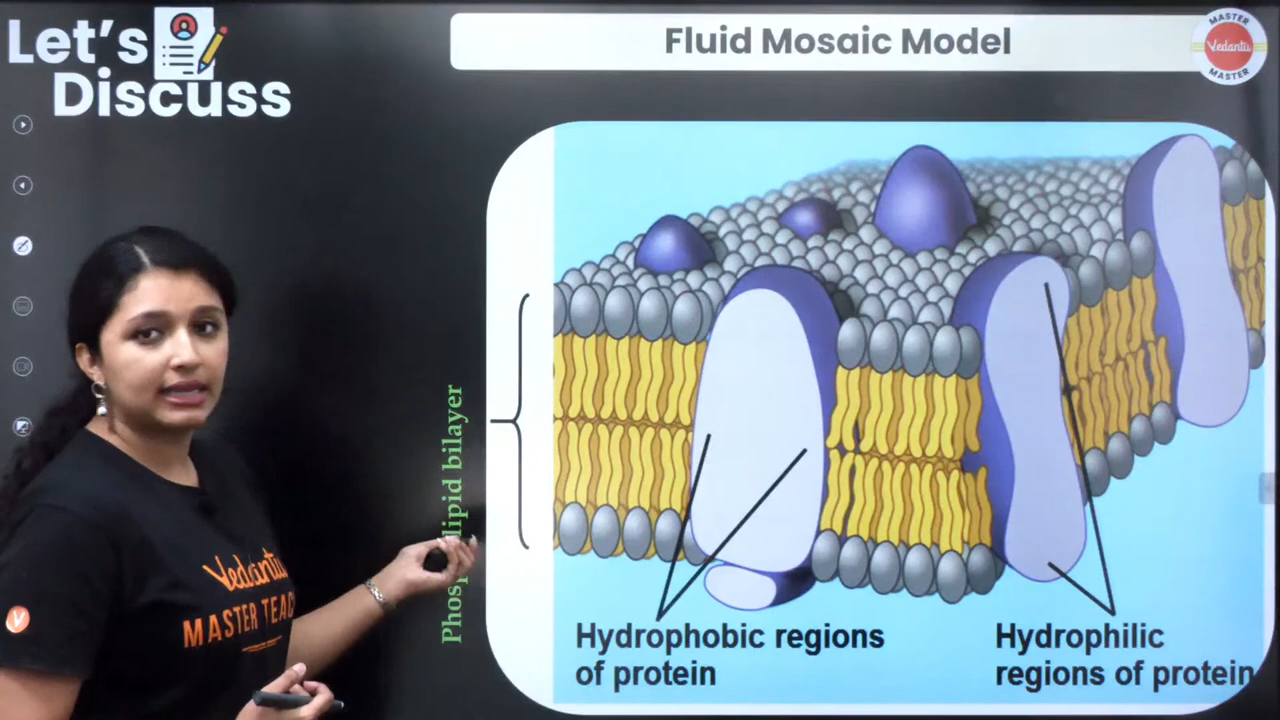 Let's
Discuss
Fluid Mosaic Model
MASTER
Vedantu
MASTER
lipid bilayer
Vedantu
MASTER
V
Hydrophobic regions
of protein
Hydrophilic
regions of protein